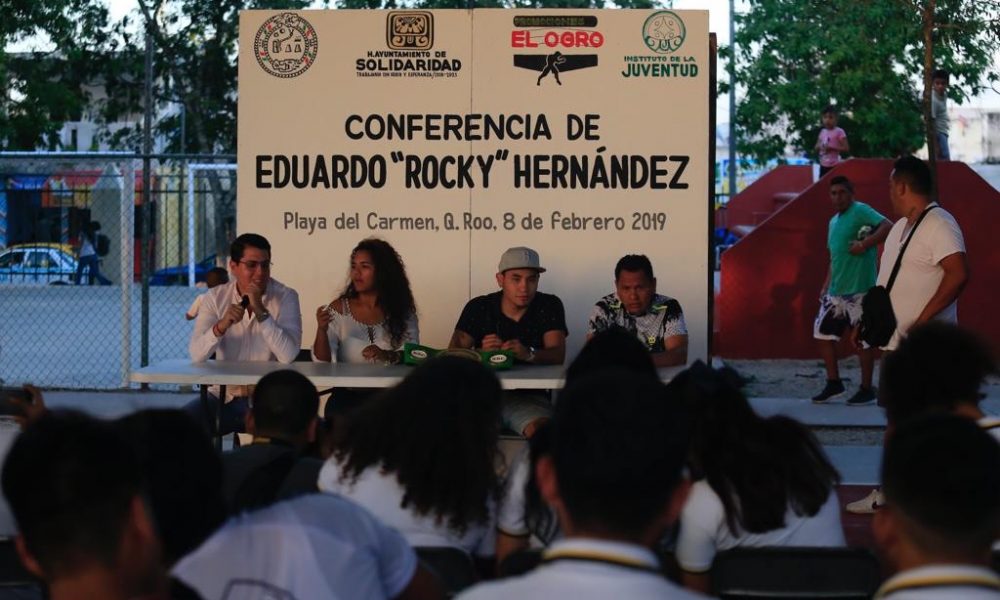 H. AYUNTAMIENTO DE
SOLIDARIDAD
PROMOCIONES
EL OGRO
INSTITUTO DE LA
JUVENTUD
CONFERENCIA DE
EDUARDO "ROCKY" HERNÁNDEZ
Playa del Carmen, Q. Roo, 8 de febrero 2019